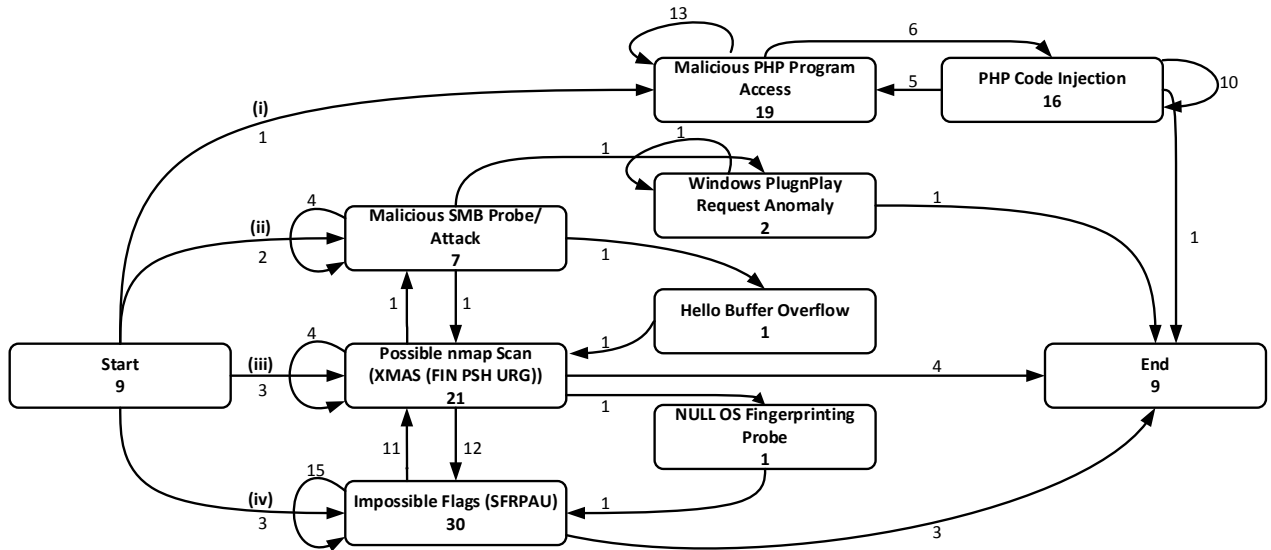 13
6
Malicious PHP Program
Access
19
5
PHP Code Injection
16
10
(i)
1
1
1
Windows PlugnPlay
Request Anomaly
2
1
1
4
Malicious SMB Probe/
Attack
7
(ii)
2
1
Hello Buffer Overflow
1
1
1
1
Start
9
(iii)
3
4
Possible nmap Scan
(XMAS (FIN PSH URG))
21
4
End
9
1
NULL OS Fingerprinting
Probe
1
11
12
15
(iv)
3
Impossible Flags (SFRPAU)
30
1
3